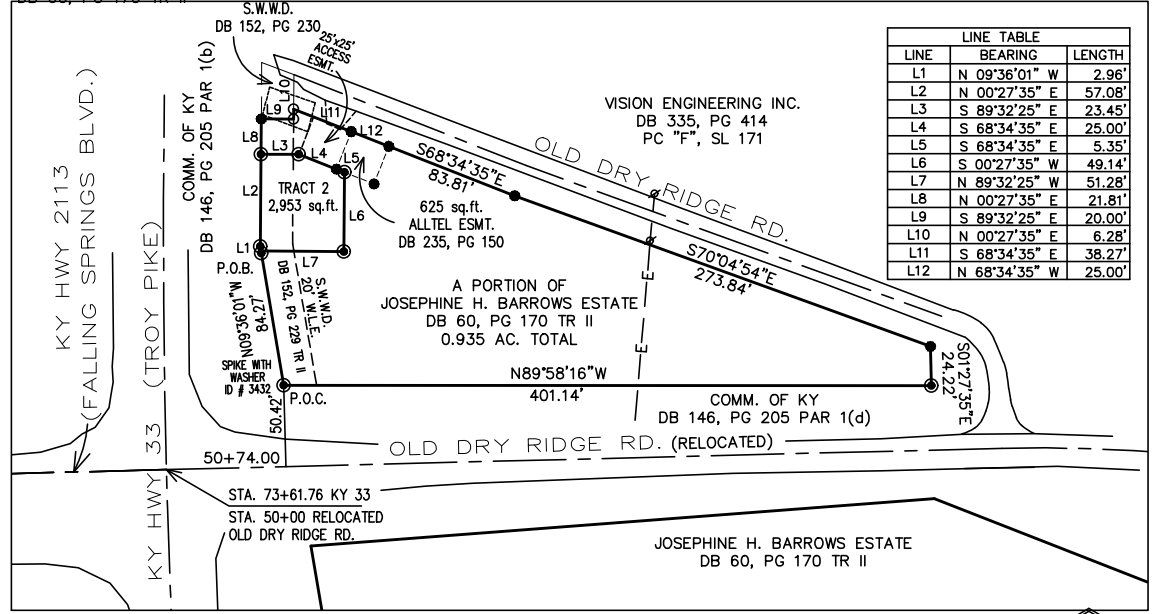 S.W.W.D.
DB 152, PG 230
25'x25'
ACCESS
ESMT.
COMM. OF KY
DB 146, PG 205 PAR 1(b)
KY HWY 2113
(FALLING SPRINGS BLVD.)
KY HWY 33 (TROY PIKE)
LINE TABLE
LINE BEARING LENGTH
L1 N 09°36'01" W 2.96'
L2 N 00°27'35" E 57.08'
L3 S 89°32'25" E 23.45'
L4 S 68°34'35" E 25.00'
L5 S 68°34'35" E 5.35'
L6 S 00°27'35" W 49.14'
L7 N 89°32'25" W 51.28'
L8 N 00°27'35" E 21.81'
L9 S 89°32'25" E 20.00'
L10 N 00°27'35" E 6.28'
L11 S 68°34'35" E 38.27'
L12 N 68°34'35" W 25.00'
VISION ENGINEERING INC.
DB 335, PG 414
PC "F", SL 171
OLD DRY RIDGE RD.
L10
L9
L11
L8
L12
L3
L4
L5
L2
L6
L1
L7
TRACT 2
2,953 sq.ft.
S68°34'35"E
83.81'
625 sq.ft.
ALLTEL ESMT.
DB 235, PG 150
S70°04'54"E
273.84'
P.O.B.
N09°36'01"W
84.27'
DB 152, PG 229 TR II
20' W.L.E.
S.W.W.D.
A PORTION OF
JOSEPHINE H. BARROWS ESTATE
DB 60, PG 170 TR II
0.935 AC. TOTAL
E
E
S01°27'35"E
24.22'
SPIKE WITH
WASHER
ID # 3432
P.O.C.
N89°58'16"W
401.14'
COMM. OF KY
DB 146, PG 205 PAR 1(d)
50.42'
OLD DRY RIDGE RD. (RELOCATED)
50+74.00
STA. 73+61.76 KY 33
STA. 50+00 RELOCATED
OLD DRY RIDGE RD.
JOSEPHINE H. BARROWS ESTATE
DB 60, PG 170 TR II